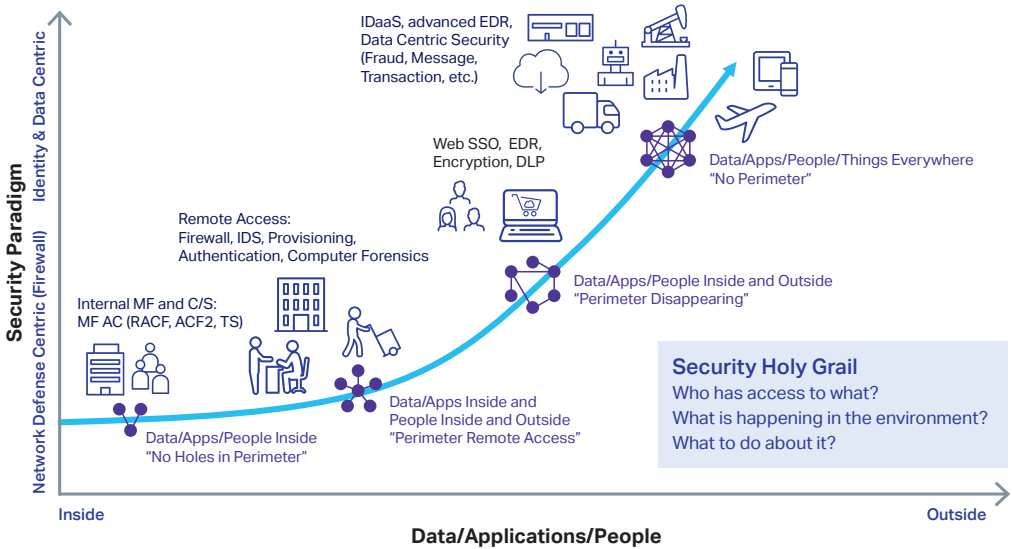 Security Paradigm
Network Defense Centric (Firewall)
Identity & Data Centric
IDaaS, advanced EDR,
Data Centric Security
(Fraud, Message,
Transaction, etc.)
Web SSO, EDR,
Encryption, DLP
Data/Apps/People/Things Everywhere
“No Perimeter”
Remote Access:
Firewall, IDS, Provisioning,
Authentication, Computer Forensics
Data/Apps/People Inside and Outside
“Perimeter Disappearing”
Internal MF and C/S:
MF AC (RACF, ACF2, TS)
Data/Apps Inside and
People Inside and Outside
“Perimeter Remote Access”
Data/Apps/People Inside
“No Holes in Perimeter”
Security Holy Grail
Who has access to what?
What is happening in the environment?
What to do about it?
Inside
Outside
Data/Applications/People